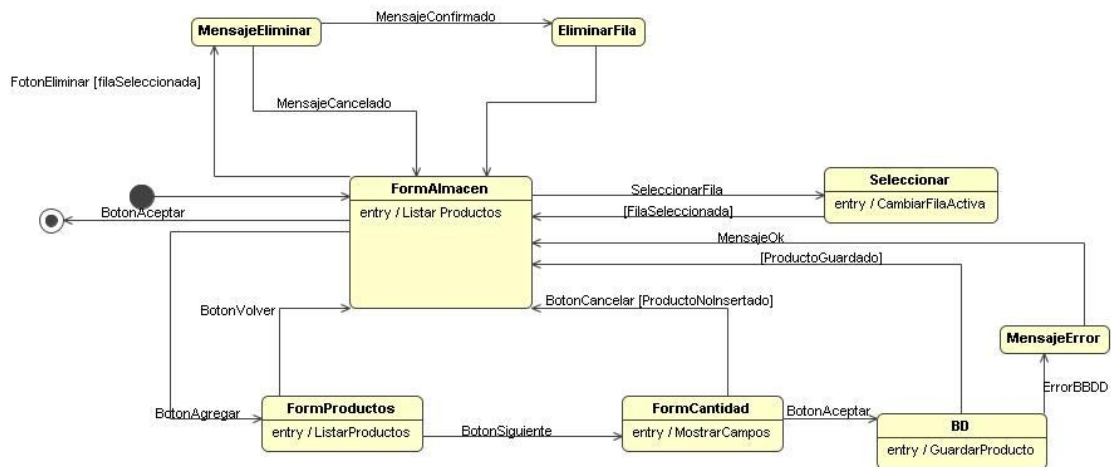 MensajeConfirmado
MensajeEliminar
EliminarFila
FotonEliminar [filaSeleccionada]
MensajeCancelado
FormAlmacen
entry / Listar Productos
SeleccionarFila
Seleccionar
entry / CambiarFilaActiva
[FilaSeleccionada]
BotonAceptar
MensajeOk
[ProductoGuardado]
BotonVolver
BotonCancelar [ProductoNoInsertado]
MensajeError
ErrorBBDD
BotonAgregar
FormProductos
entry / ListarProductos
BotonSiguiente
FormCantidad
entry / MostrarCampos
BotonAceptar
BD
entry / GuardarProducto